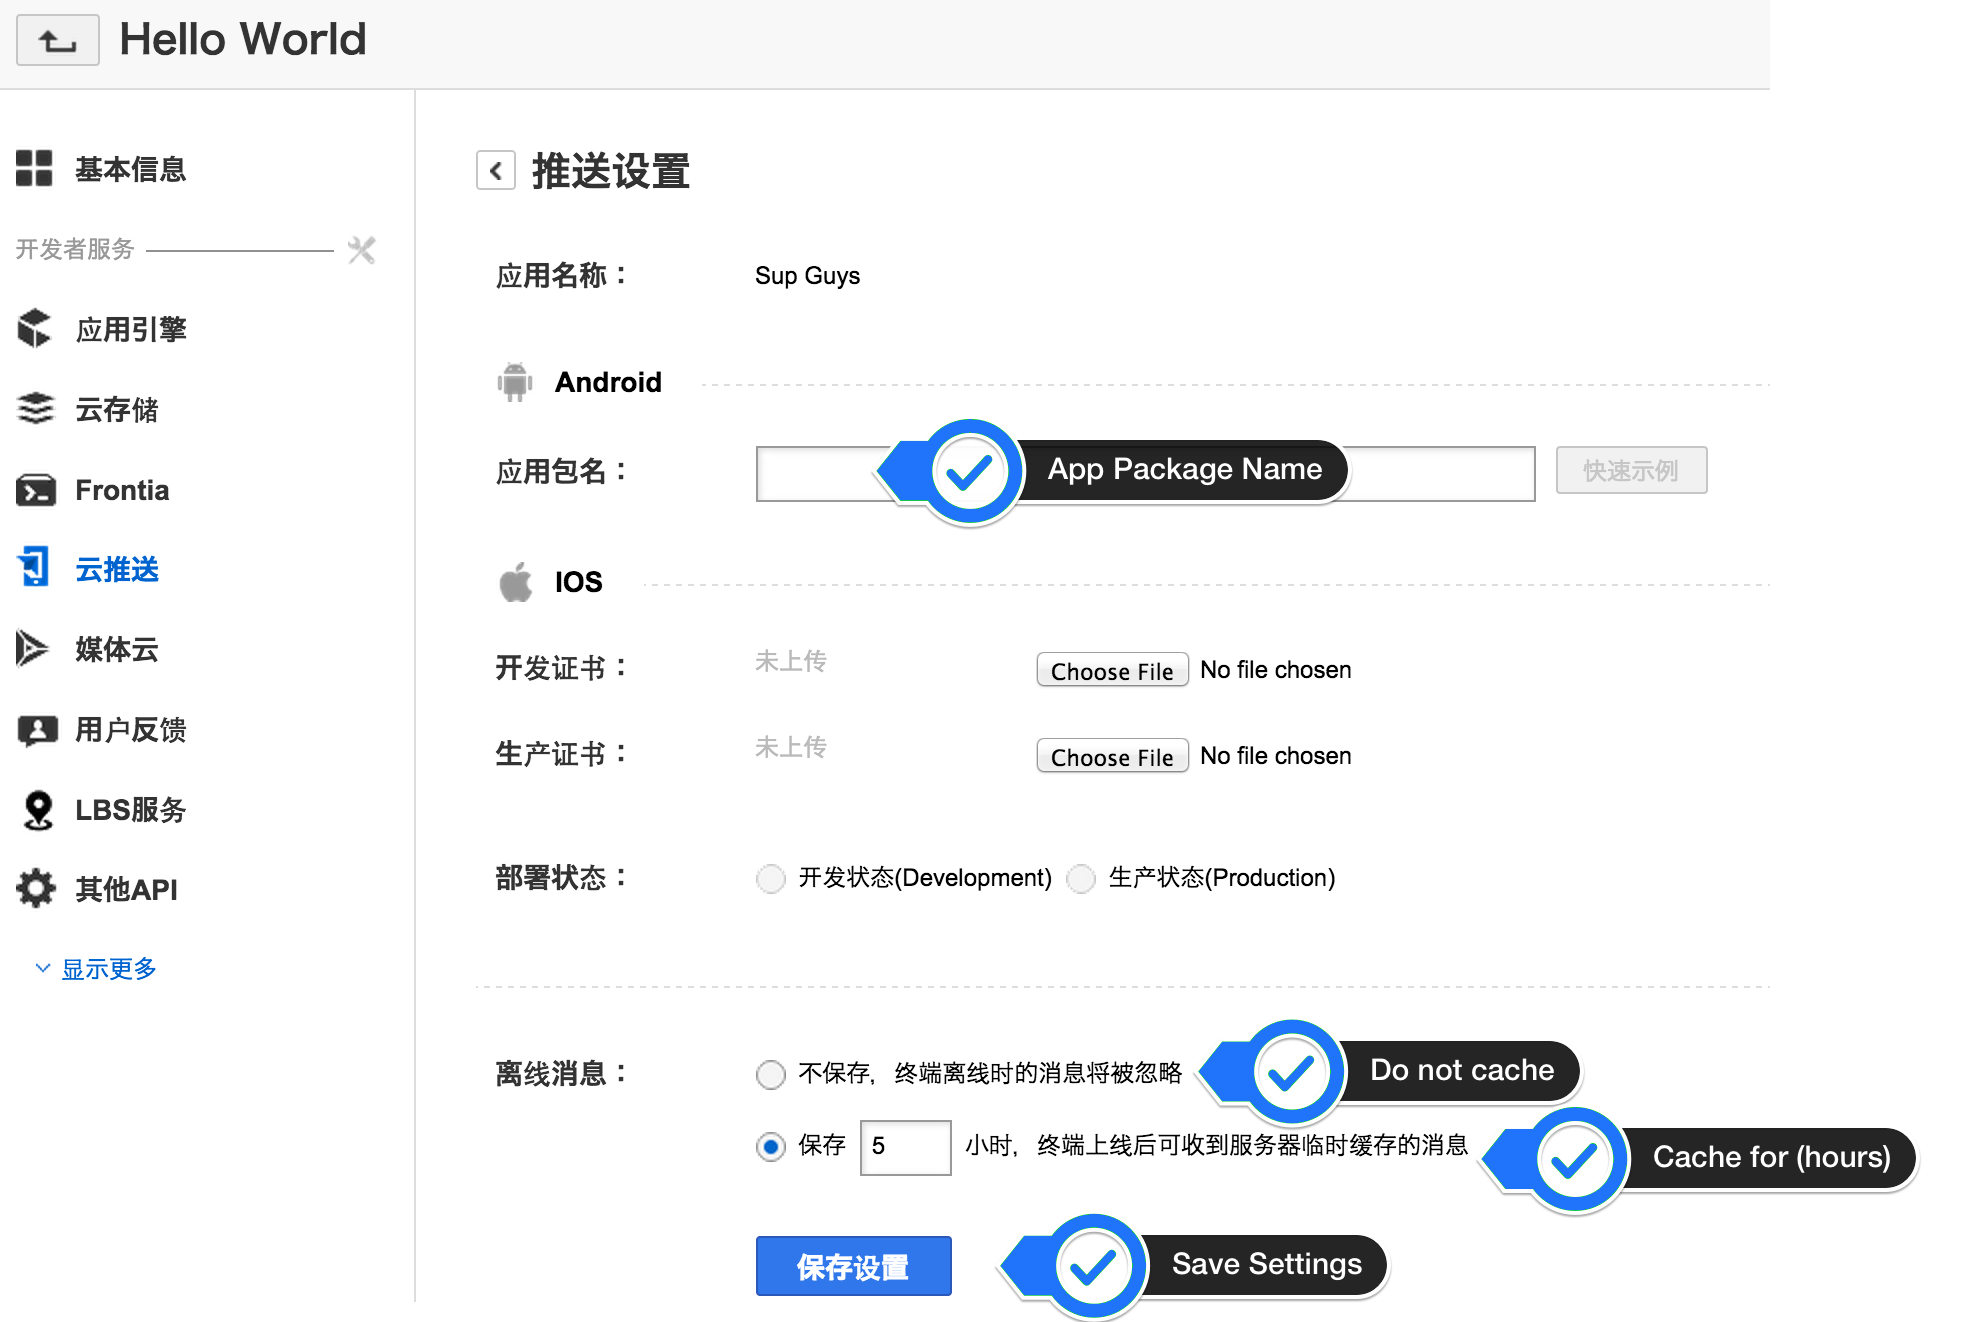 Hello World
基本信息
开发者服务
应用引擎
云存储
Frontia
云推送
媒体云
用户反馈
LBS服务
其他API
显示更多
推送设置
应用名称： Sup Guys
Android
应用包名： App Package Name 快速示例
IOS
开发证书： 未上传 Choose File No file chosen
生产证书： 未上传 Choose File No file chosen
部署状态： 开发状态(Development) 生产状态(Production)
离线消息： 不保存，终端离线时的消息将被忽略 Do not cache
保存 5 小时，终端上线后可收到服务器临时缓存的消息 Cache for (hours)
保存设置 Save Settings